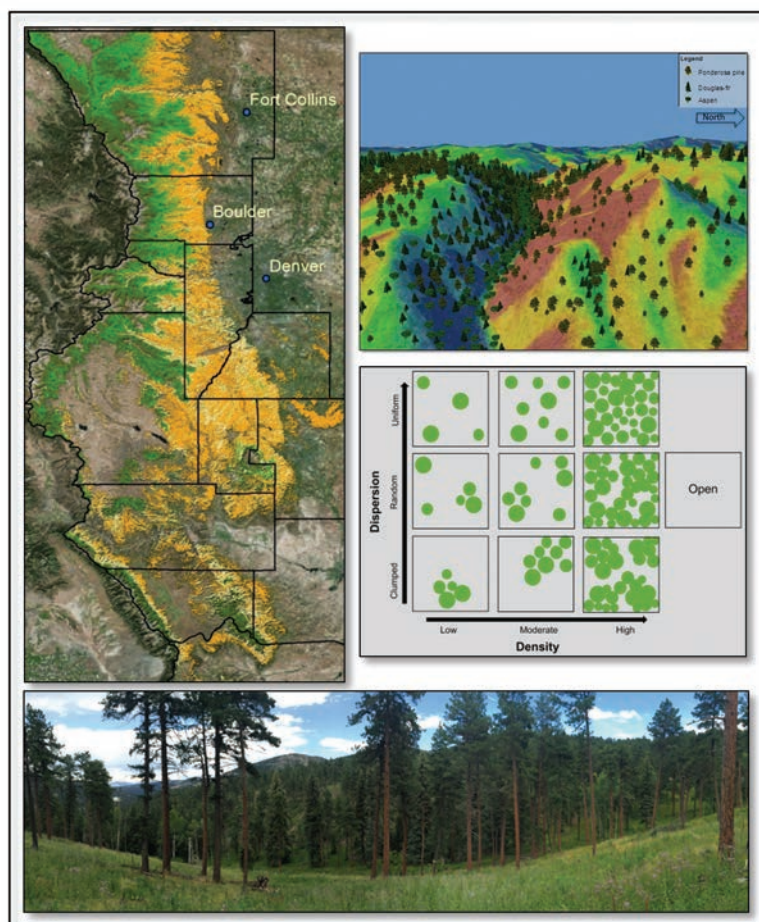 Fort Collins
Boulder
Denver
Legend
Ponderosa pine
Douglas-fir
Aspen
North
Dispersion
Uniform
Random
Clumped
Open
Low
Moderate
High
Density